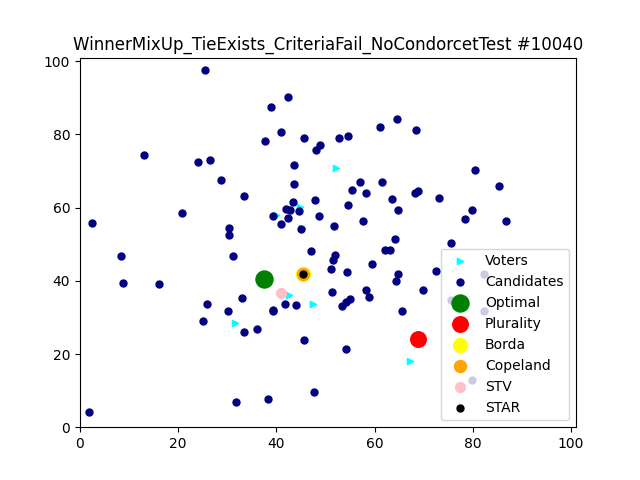 WinnerMixUp_TieExists_CriteriaFail_NoCondorcetTest #10040
100
80
60
40
20
0
0 20 40 60 80 100
Voters
Candidates
Optimal
Plurality
Borda
Copeland
STV
STAR